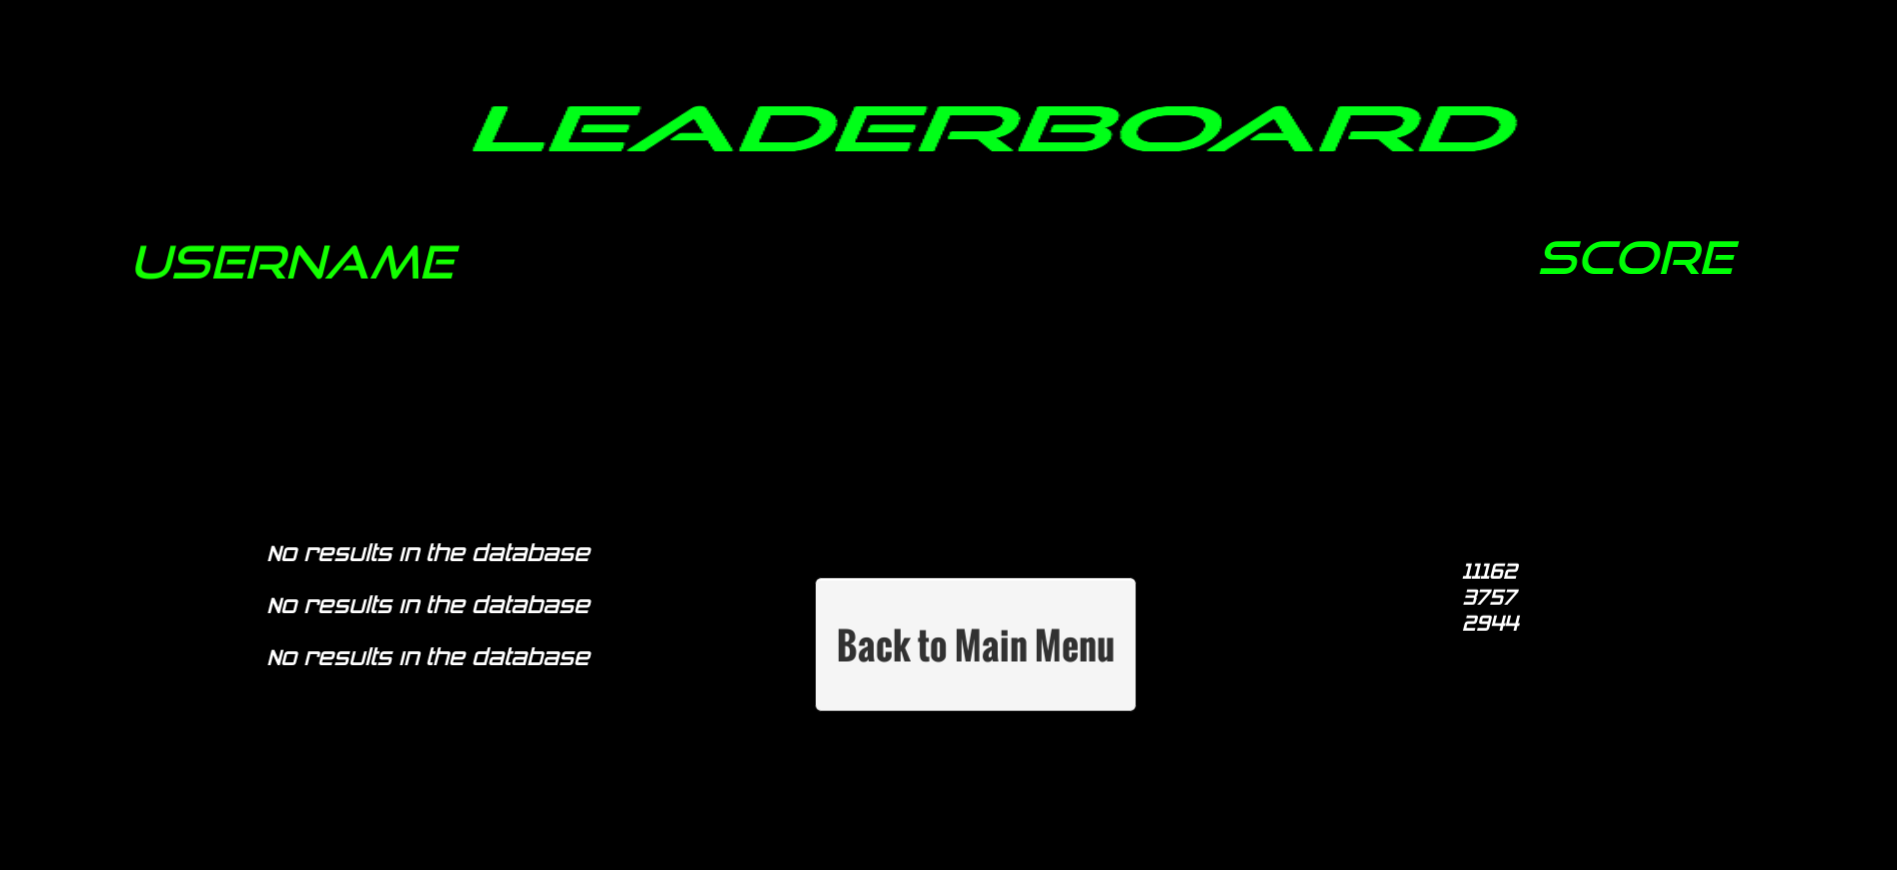 LEADERBOARD
USERNAME
SCORE
No results in the database
No results in the database
No results in the database
Back to Main Menu
11162
3757
2944